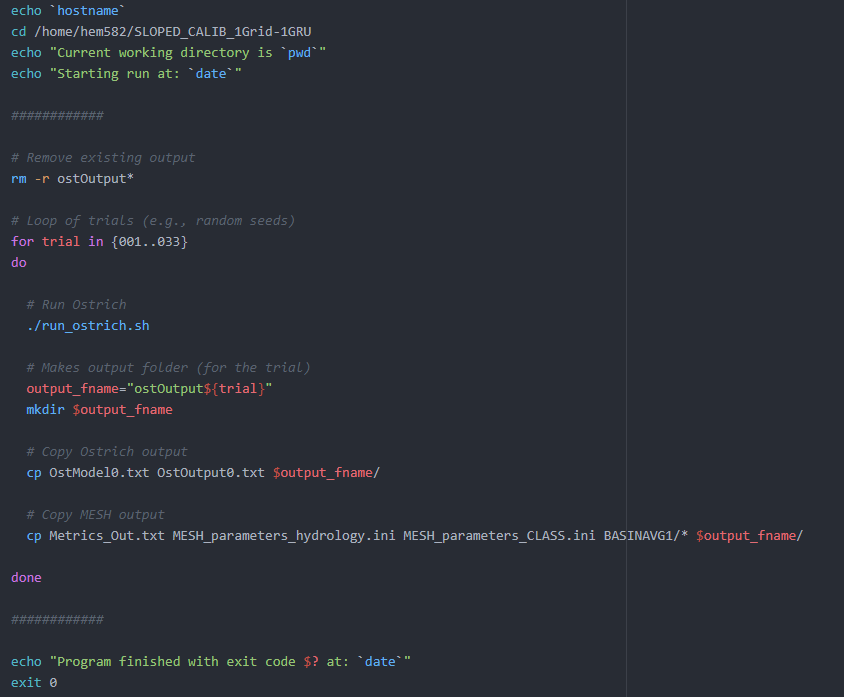 echo `hostname`
cd /home/hem582/SLOPED_CALIB_1Grid-1GRU
echo "Current working directory is `pwd`"
echo "Starting run at: `date`"
############
# Remove existing output
rm -r ostOutput*
# Loop of trials (e.g., random seeds)
for trial in {001..033}
do
  # Run Ostrich
  ./run_ostrich.sh
  # Makes output folder (for the trial)
  output_fname="ostOutput${trial}"
  mkdir $output_fname
  # Copy Ostrich output
  cp OstModel0.txt OstOutput0.txt $output_fname/
  # Copy MESH output
  cp Metrics_Out.txt MESH_parameters_hydrology.ini MESH_parameters_CLASS.ini BASINAVG1/* $output_fname/
done
############
echo "Program finished with exit code $? at: `date`"
exit 0